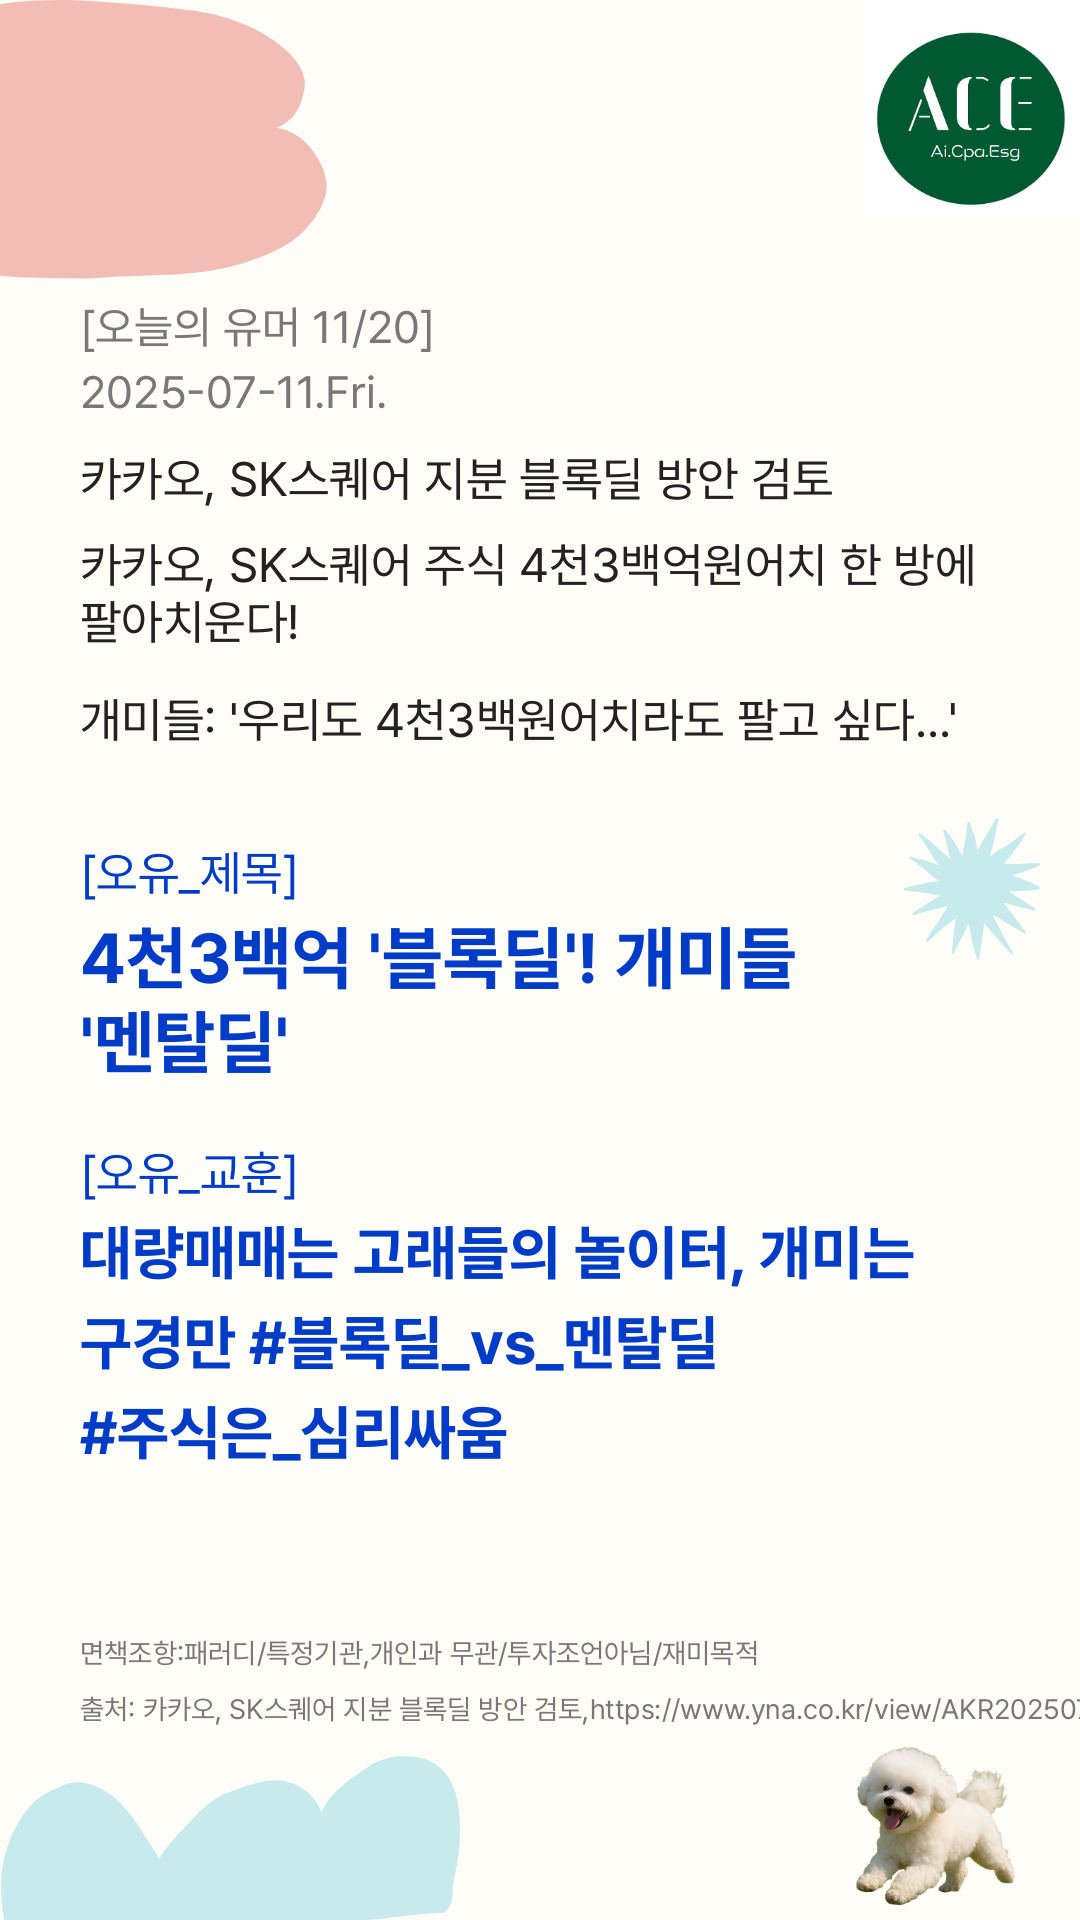 ACE
Ai.Cpa.Esg
[오늘의 유머 11/20]
2025-07-11.Fri.
카카오, SK스퀘어 지분 블록딜 방안 검토
카카오, SK스퀘어 주식 4천3백억원어치 한 방에
팔아치운다!
개미들: '우리도 4천3백원어치라도 팔고 싶다...'
[오유_제목]
4천3백억 '블록딜'! 개미들
'멘탈딜'
[오유_교훈]
대량매매는 고래들의 놀이터, 개미는
구경만 #블록딜_vs_멘탈딜
#주식은_심리싸움
면책조항:패러디/특정기관,개인과 무관/투자조언아님/재미목적
출처: 카카오, SK스퀘어 지분 블록딜 방안 검토,https://www.yna.co.kr/view/AKR202507